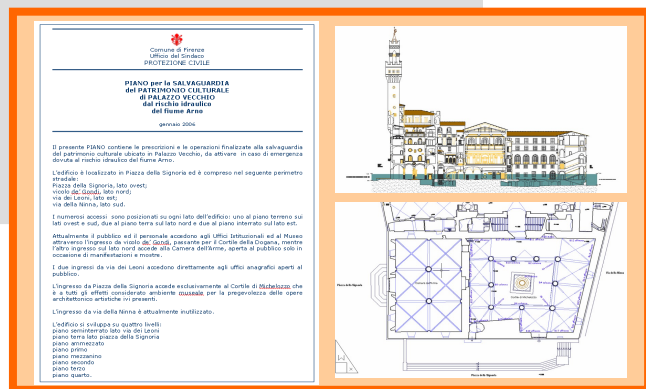 Comune di Firenze
Ufficio del Sindaco
PROTEZIONE CIVILE
PIANO per la SALVAGUARDIA
del PATRIMONIO CULTURALE
di PALAZZO VECCHIO
dal rischio idraulico
del fiume Arno
gennaio 2006
Il presente PIANO contiene le prescrizioni e le operazioni finalizzate alla salvaguardia
del patrimonio culturale ubicato in Palazzo Vecchio, da attivare in caso di emergenza
dovuta al rischio idraulico del fiume Arno.
L'edificio è localizzato in Piazza della Signoria ed è compreso nel seguente perimetro
stradale:
Piazza della Signoria, lato ovest;
vicolo de' Gondi, lato nord;
via dei Leoni, lato est;
via della Ninna, lato sud.
I numerosi accessi sono posizionati su ogni lato dell'edificio: uno al piano terreno sui
lati ovest e sud, due al piano terra sul lato nord e due al piano interrato sul lato est.
Attualmente il pubblico ed il personale accedono agli Uffici Istituzionali ed al Museo
attraverso l'ingresso da vicolo de' Gondi, passante per il Cortile della Dogana, mentre
l'altro ingresso sul lato nord accede alla Camera dell'Arme, aperta al pubblico solo in
occasione di manifestazioni e mostre.
I due ingressi da via dei Leoni accedono direttamente agli uffici anagrafici aperti al
pubblico.
L'ingresso da Piazza della Signoria accede esclusivamente al Cortile di Michelozzo che
è a tutti gli effetti considerato ambiente museale per la pregevolezza delle opere
architettonico artistiche ivi presenti.
L'ingresso da via della Ninna è attualmente inutilizzato.
L'edificio si sviluppa su quattro livelli:
piano seminterrato lato via dei Leoni
piano terra lato piazza della Signoria
piano ammezzato
piano primo
piano mezzanino
piano secondo
piano terzo
piano quarto.
Piazza della Signoria